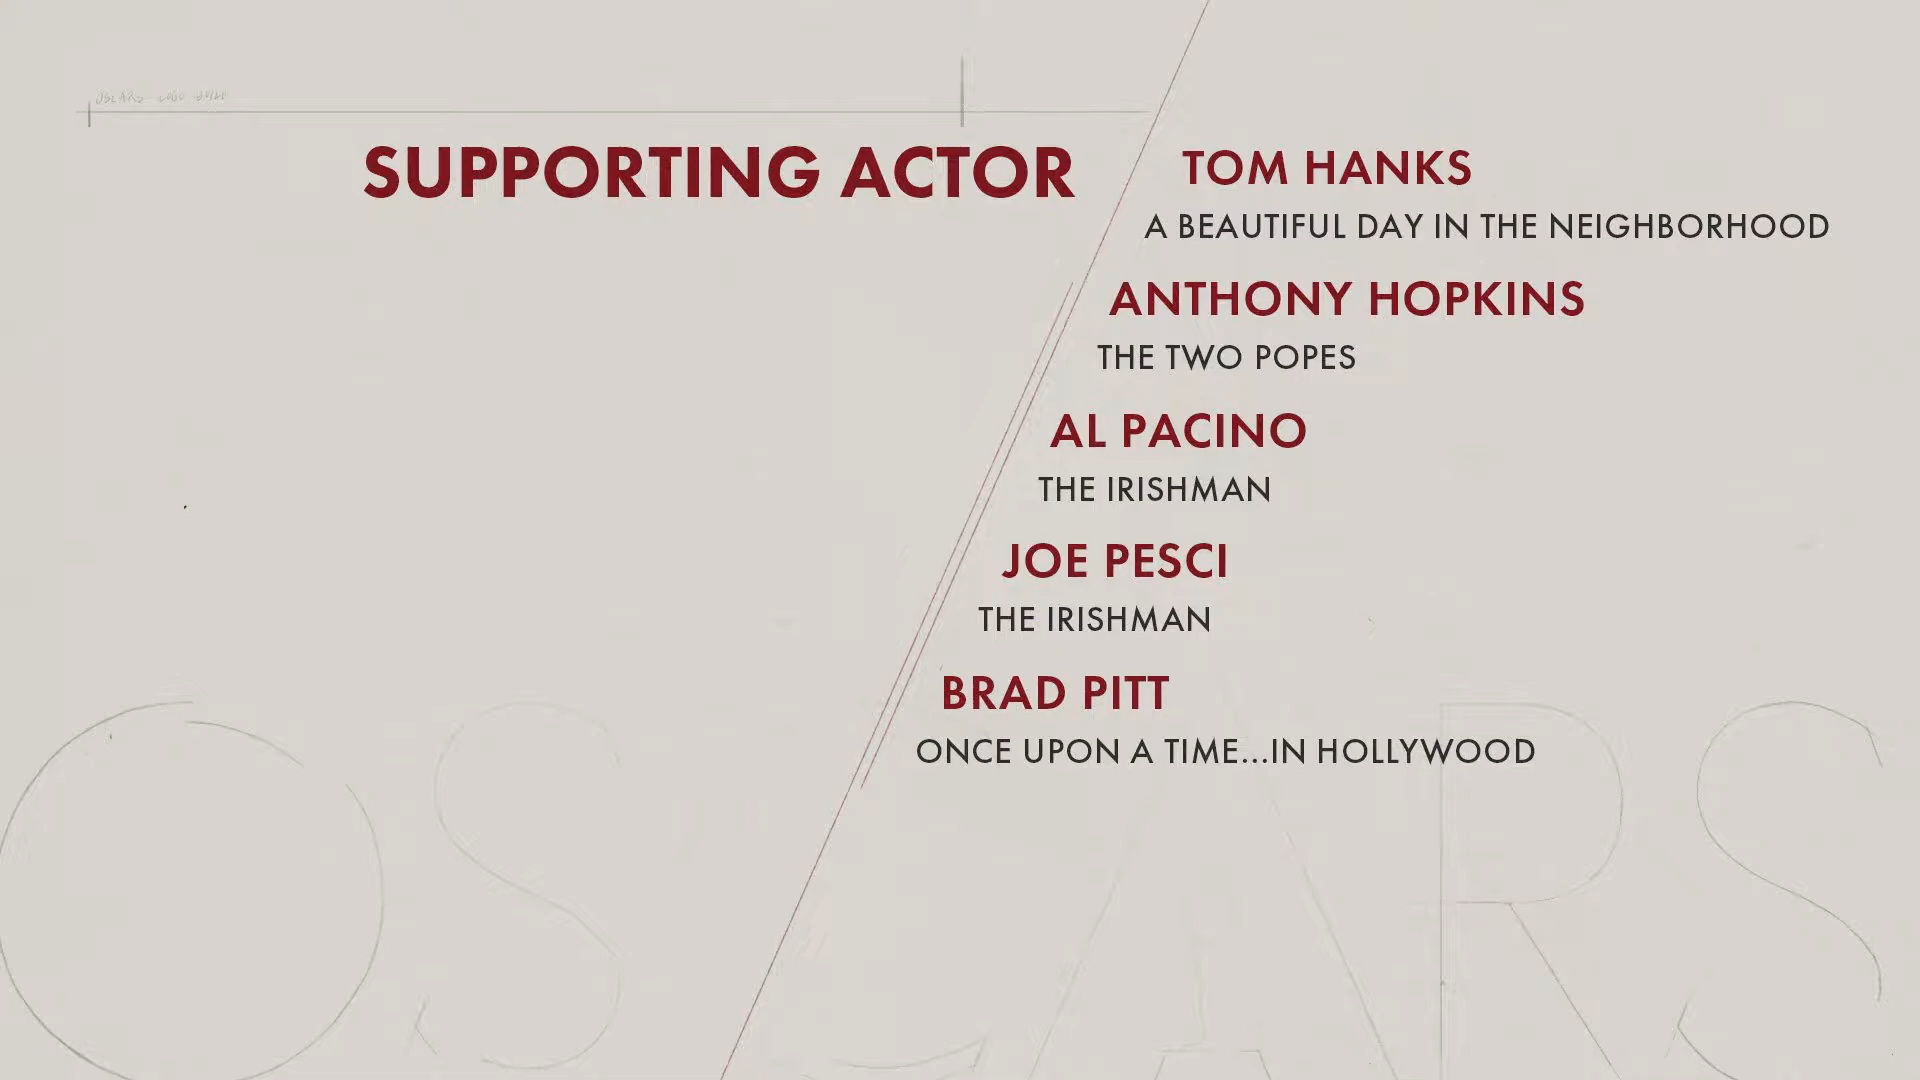 SUPPORTING ACTOR
TOM HANKS
A BEAUTIFUL DAY IN THE NEIGHBORHOOD
ANTHONY HOPKINS
THE TWO POPES
AL PACINO
THE IRISHMAN
JOE PESCI
THE IRISHMAN
BRAD PITT
ONCE UPON A TIME...IN HOLLYWOOD
OSCARS